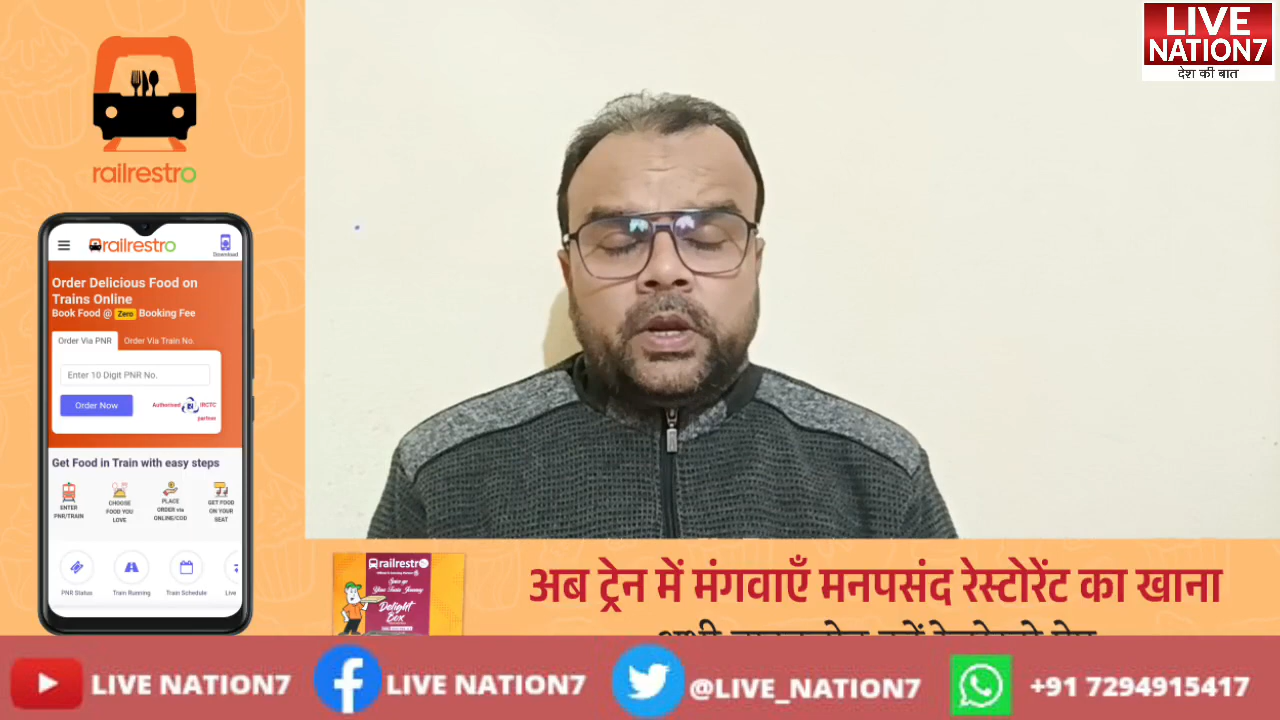 LIVE
NATION7
देश की बात
railrestro
railrestro
Download
Order Delicious Food on
Trains Online
Book Food @ Zero Booking Fee
Order Via PNR
Order Via Train No.
Enter 10 Digit PNR No.
Order Now
Authorised IRCTC
partner
Get Food in Train with easy steps
ENTER
PNR/TRAIN
CHOOSE
FOOD YOU
LOVE
PLACE
ORDER via
ONLINE/COD
GET FOOD
ON YOUR
SEAT
PNR Status
Train Running
Train Schedule
Live
railrestro
Your Train Journey
Delight
Box
अब ट्रेन में मंगवाएँ मनपसंद रेस्टोरेंट का खाना
LIVE NATION7
LIVE NATION7
@LIVE_NATION7
+91 7294915417